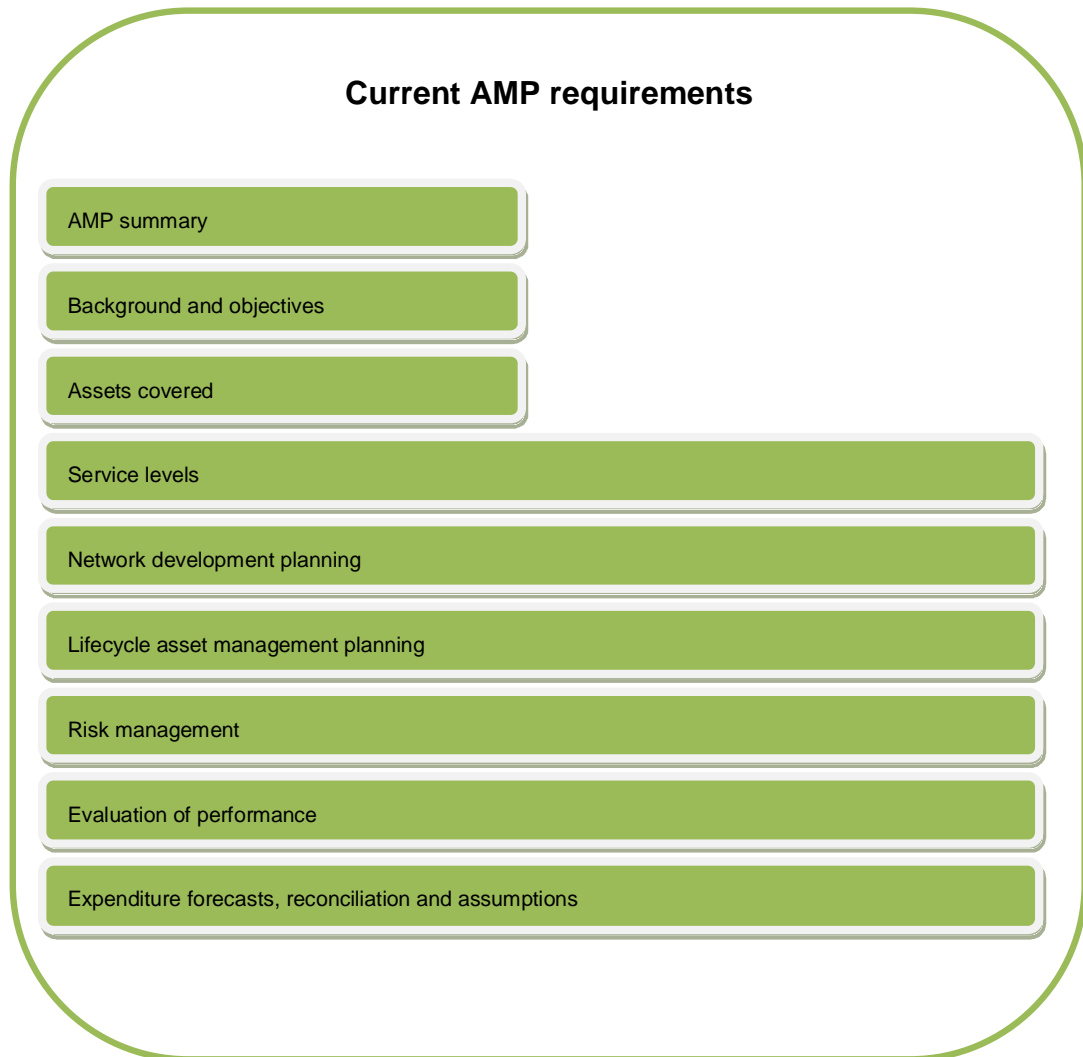 Current AMP requirements
AMP summary
Background and objectives
Assets covered
Service levels
Network development planning
Lifecycle asset management planning
Risk management
Evaluation of performance
Expenditure forecasts, reconciliation and assumptions